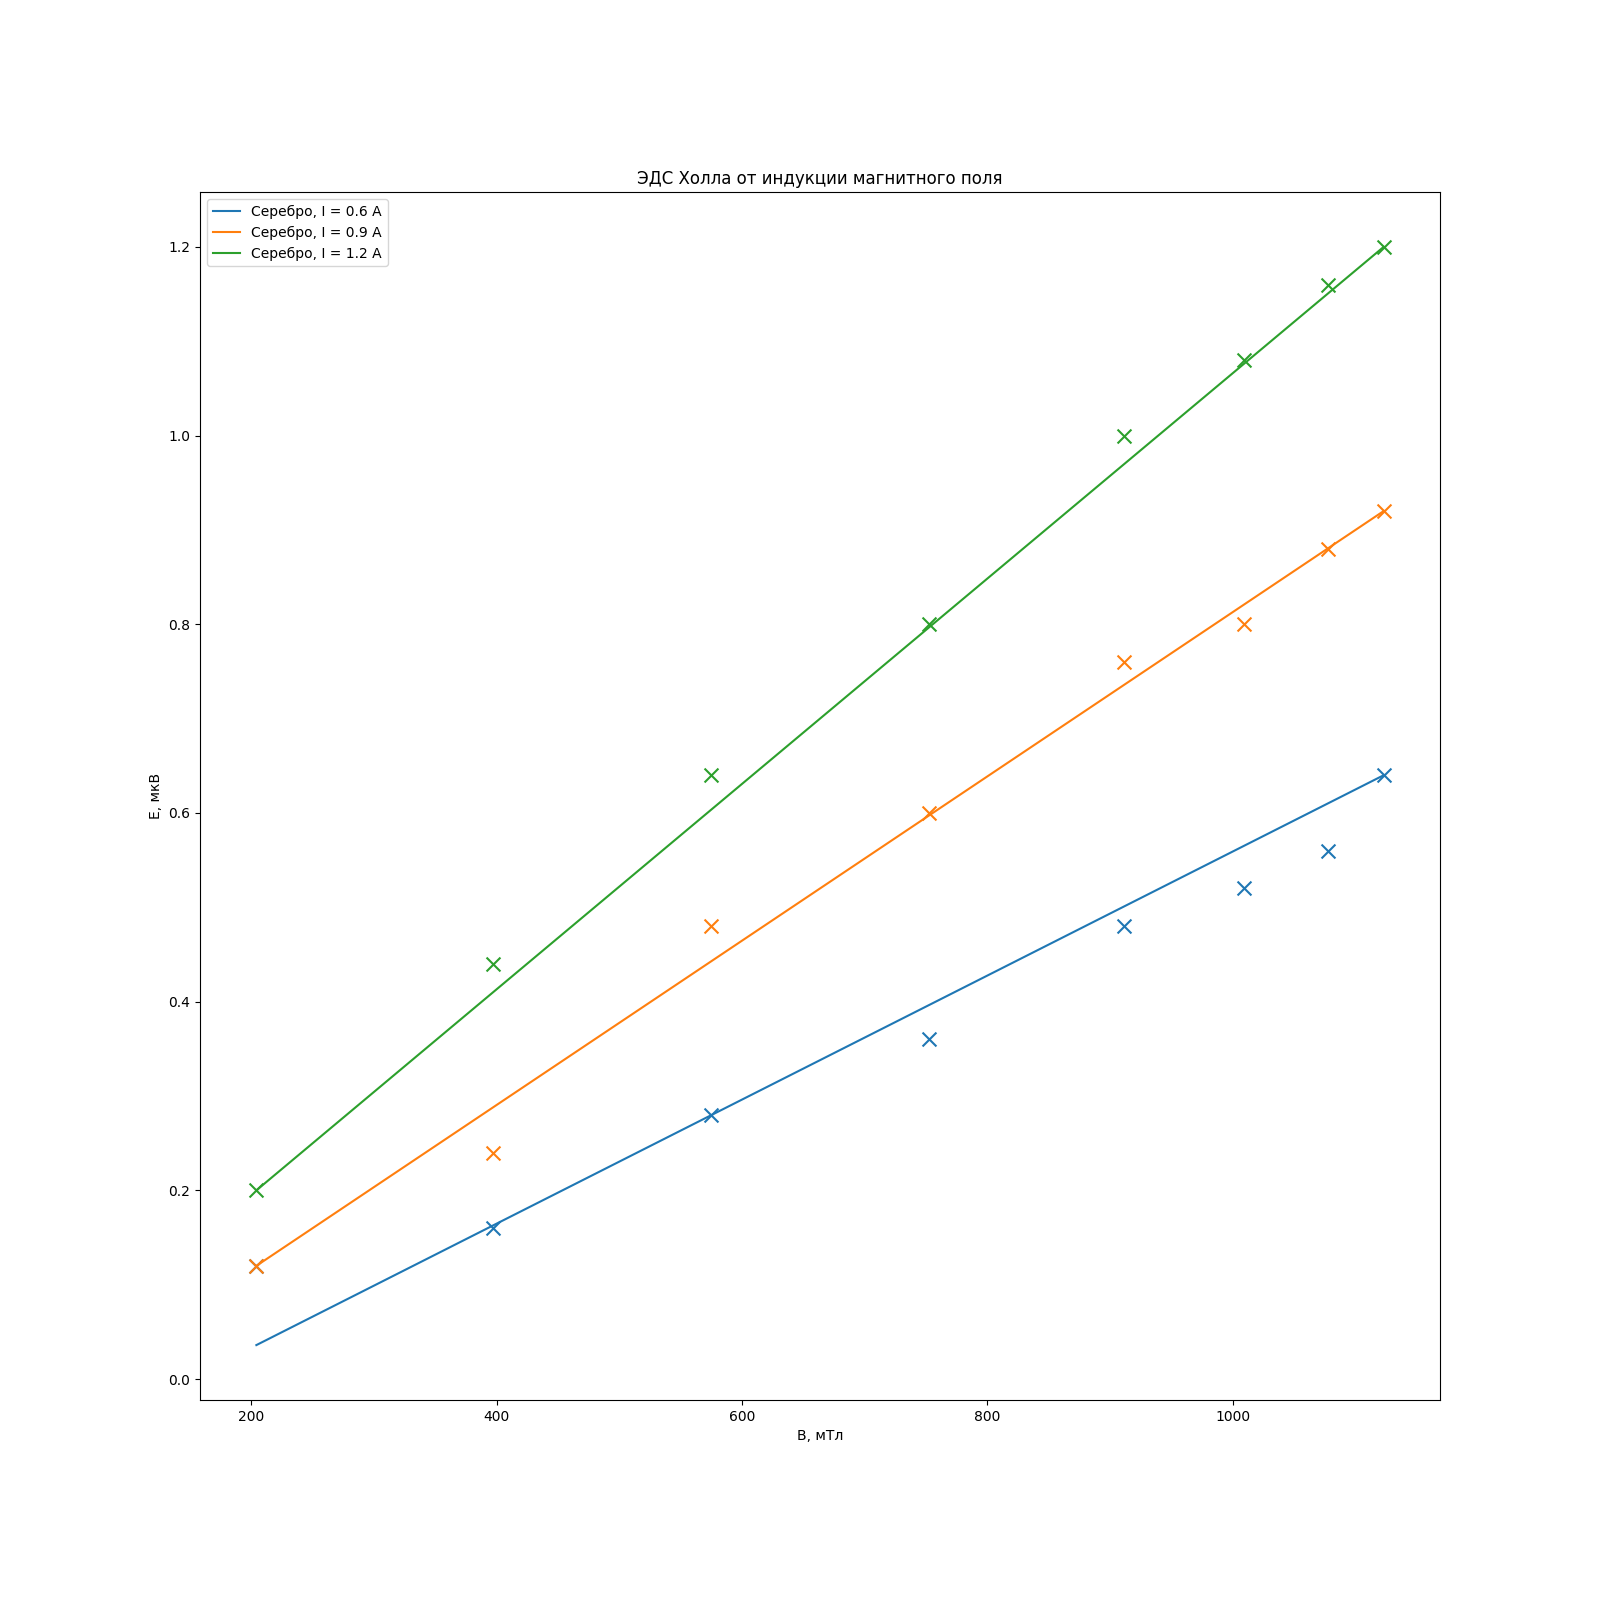 ЭДС Холла от индукции магнитного поля
Серебро, I = 0.6 А
Серебро, I = 0.9 А
Серебро, I = 1.2 А
1.2
1.0
0.8
0.6
0.4
0.2
0.0
E, мкВ
200
400
600
800
1000
B, мТл